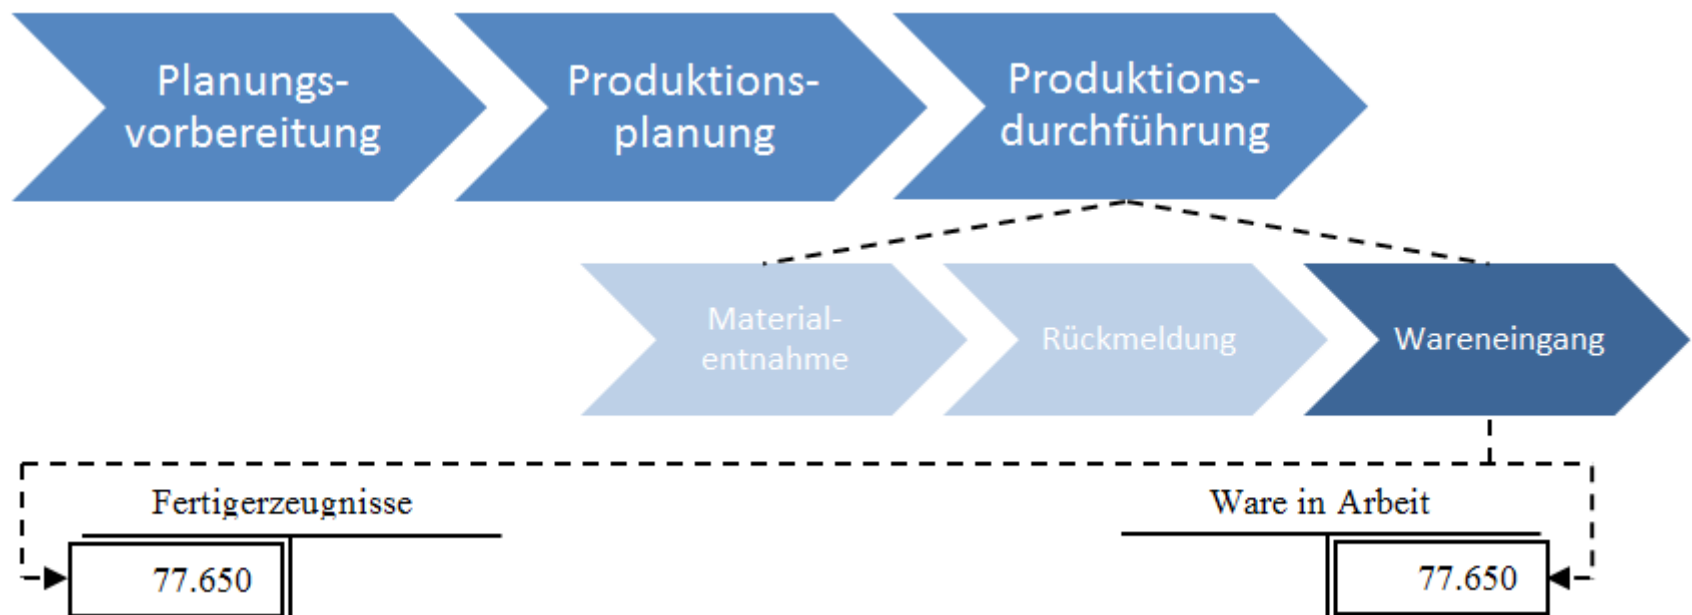 Planungs-
vorbereitung
Produktions-
planung
Produktions-
durchführung
Material-
entnahme
Rückmeldung
Wareneingang
Fertigerzeugnisse
Ware in Arbeit
77.650
77.650